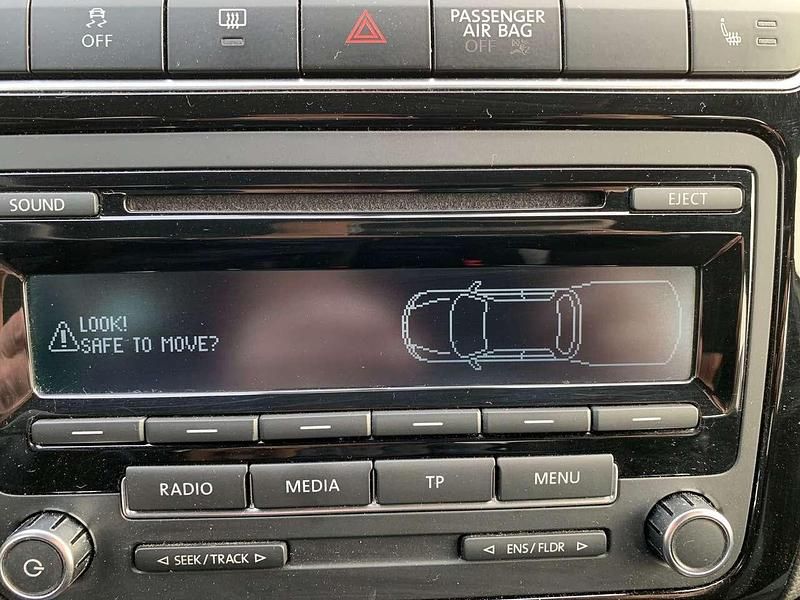 OFF
PASSENGER
AIR BAG
OFF
SOUND
EJECT
LOOK!
SAFE TO MOVE?
RADIO
MEDIA
TP
MENU
SEEK/TRACK
ENS/FLDR